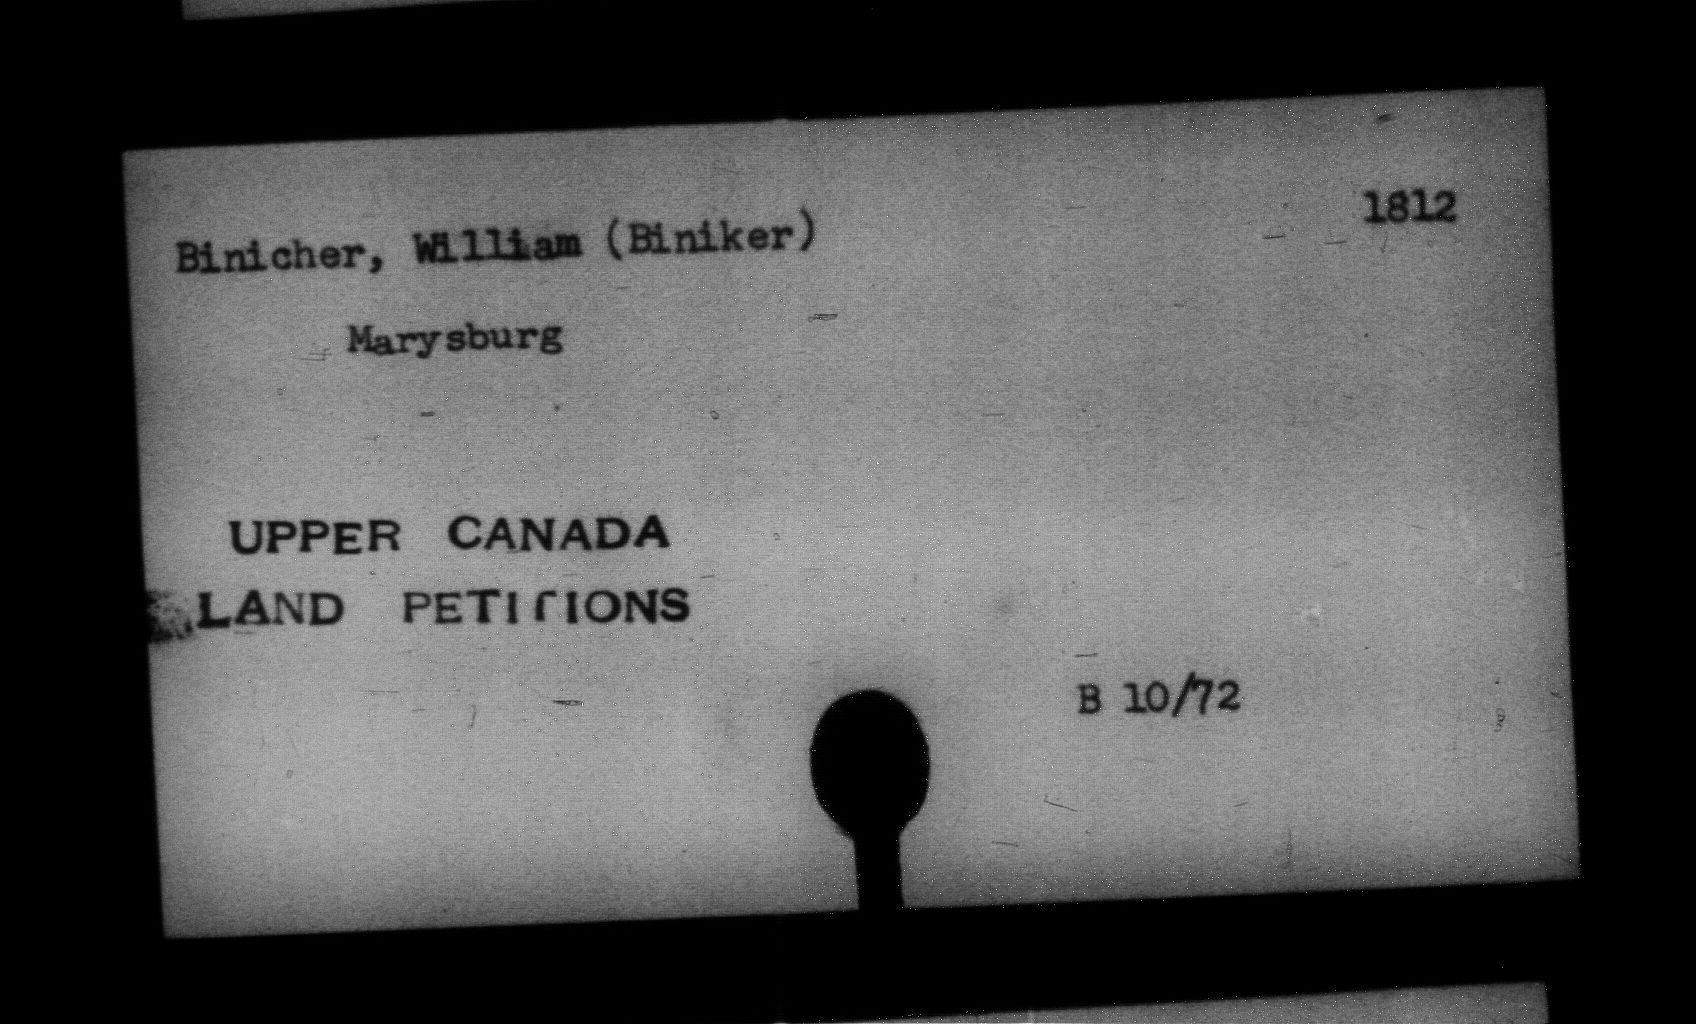 1812
Binicher, William (Biniker)
Marysburg
UPPER CANADA
LAND PETITIONS
B 10/72